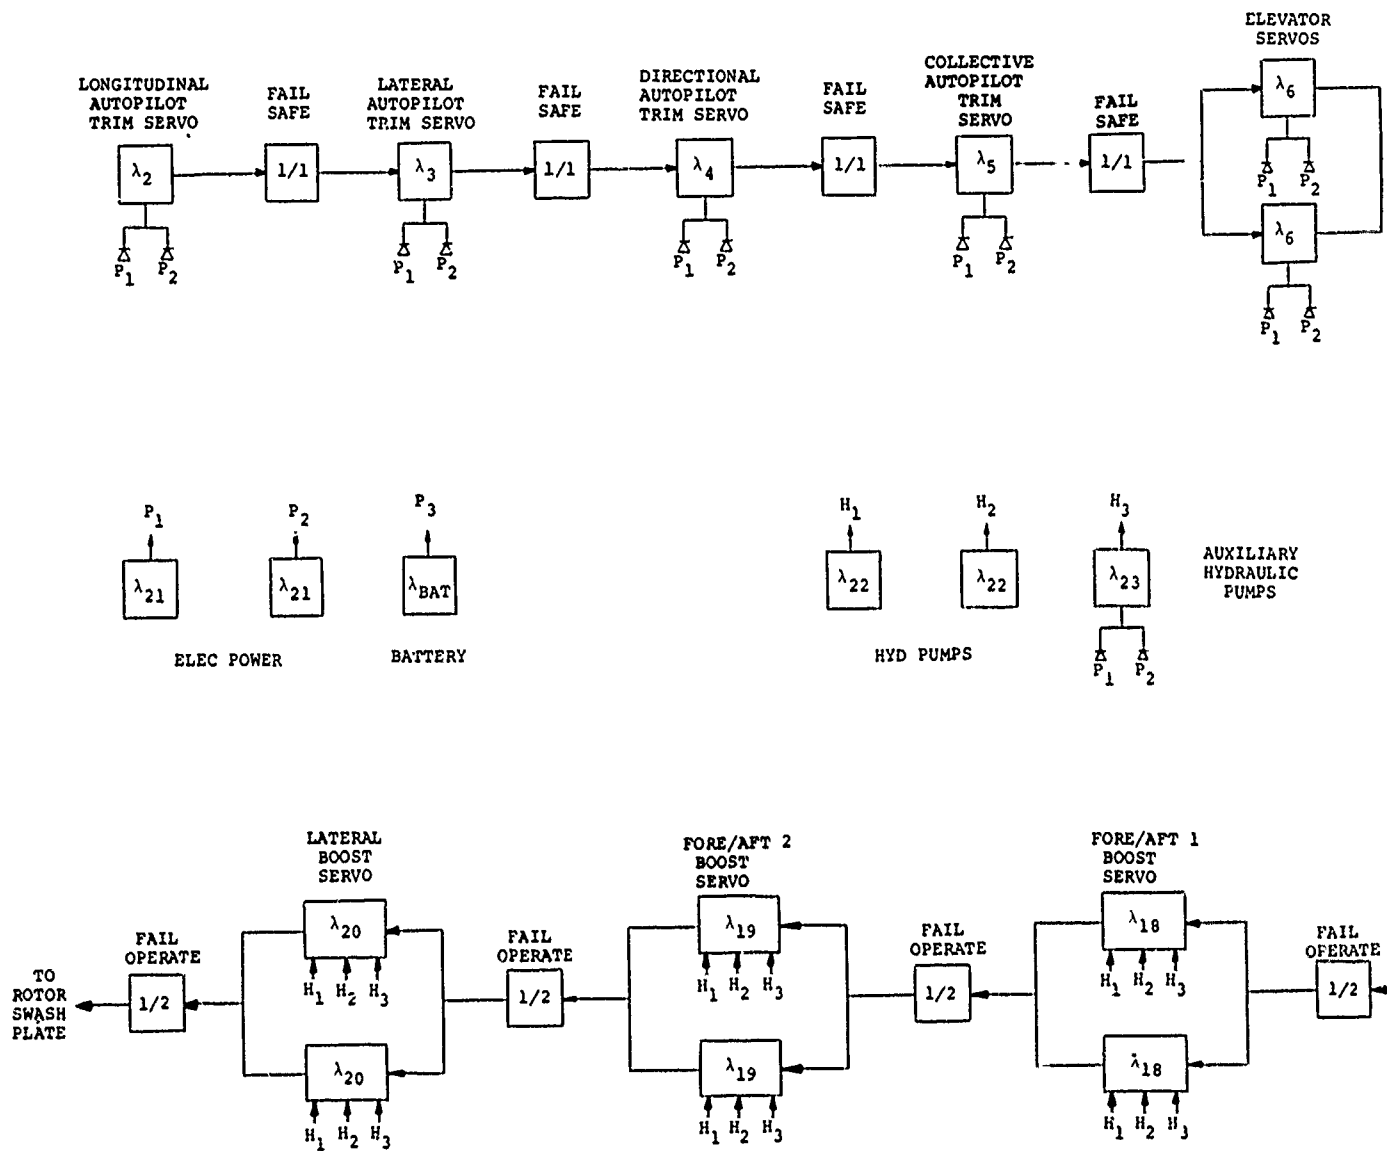 ELEVATOR
SERVOS
LONGITUDINAL
AUTOPILOT
TRIM SERVO
FAIL
SAFE
LATERAL
AUTOPILOT
TRIM SERVO
FAIL
SAFE
DIRECTIONAL
AUTOPILOT
TRIM SERVO
FAIL
SAFE
COLLECTIVE
AUTOPILOT
TRIM
SERVO
FAIL
SAFE
λ2
1/1
λ3
1/1
λ4
1/1
λ5
1/1
λ6
P1 P2
λ6
P1 P2
P1 P2
P1 P2
P1 P2
P1 P2
P1
P2
P3
H1
H2
H3
λ21
λ21
λBAT
λ22
λ22
λ23
AUXILIARY
HYDRAULIC
PUMPS
P1 P2
ELEC POWER
BATTERY
HYD PUMPS
LATERAL
BOOST
SERVO
FORE/AFT 2
BOOST
SERVO
FORE/AFT 1
BOOST
SERVO
TO
ROTOR
SWASH
PLATE
FAIL
OPERATE
1/2
λ20
H1 H2 H3
λ20
H1 H2 H3
FAIL
OPERATE
1/2
λ19
H1 H2 H3
λ19
H1 H2 H3
FAIL
OPERATE
1/2
λ18
H1 H2 H3
λ18
H1 H2 H3
FAIL
OPERATE
1/2